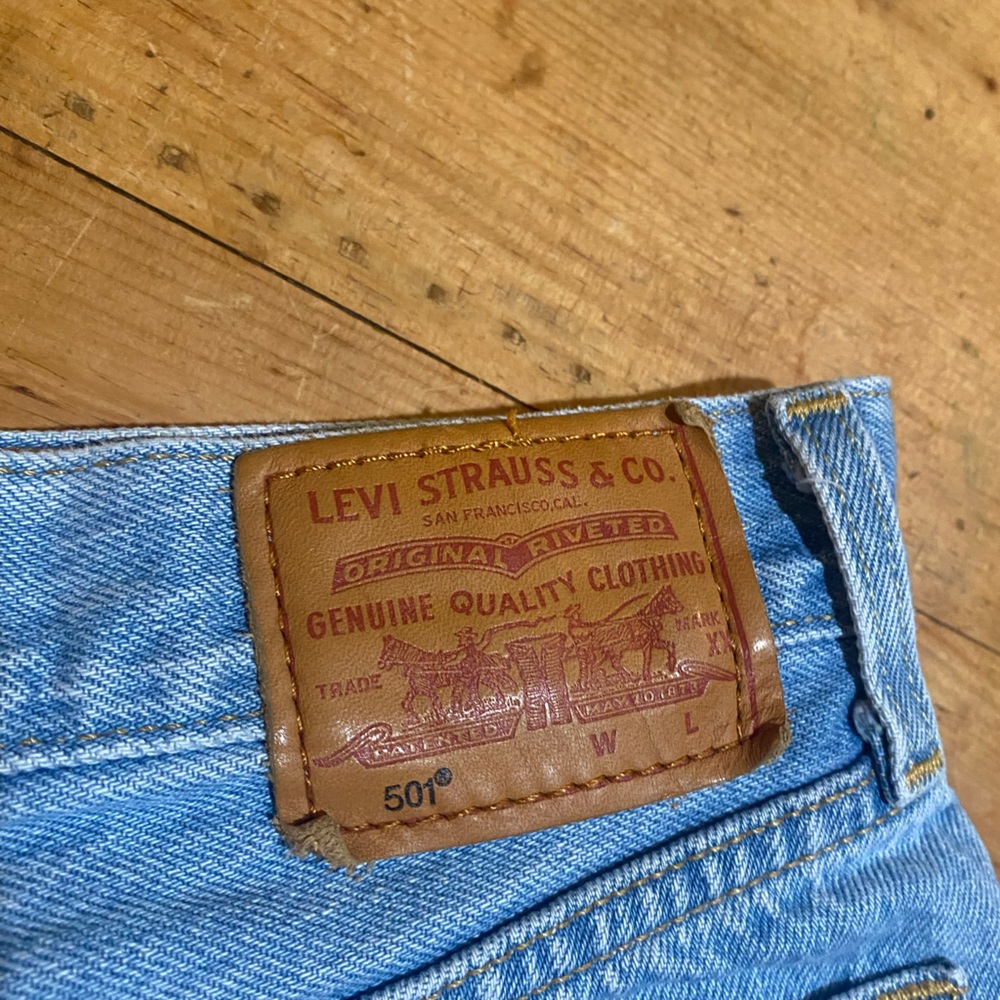 LEVI STRAUSS & CO.
SAN FRANCISCO, CAL.
ORIGINAL® RIVETED
GENUINE QUALITY CLOTHING
TRADE MARK
XX
PATENTED MAY 20 1873
W L
501®